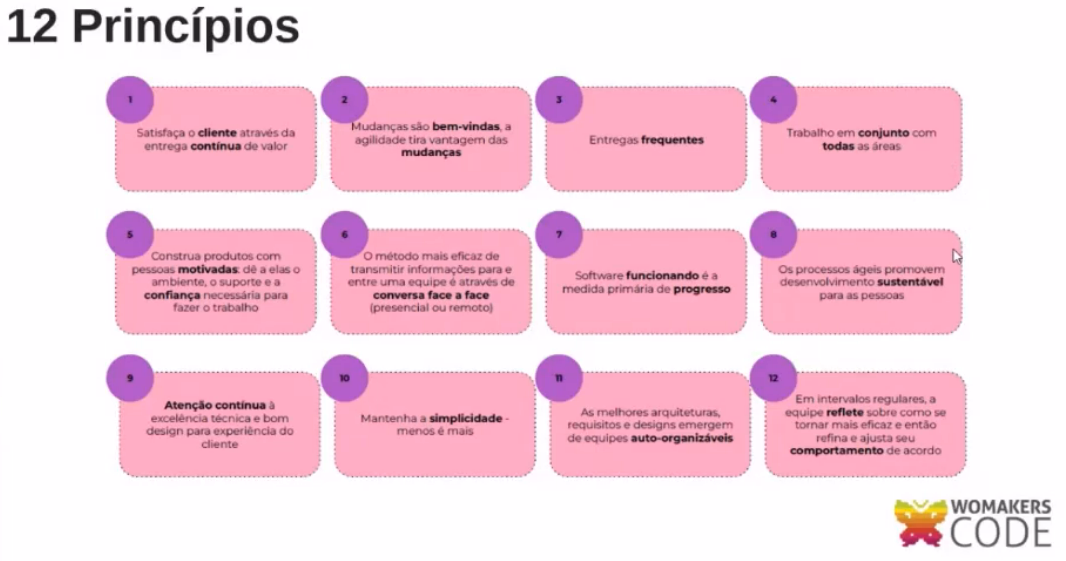 12 Princípios
1
Satisfaça o cliente através da
entrega contínua de valor
2
Mudanças são bem-vindas, a
agilidade tira vantagem das
mudanças
3
Entregas frequentes
4
Trabalho em conjunto com
todas as áreas
5
Construa produtos com
pessoas motivadas: dê a elas o
ambiente, o suporte e a
confiança necessária para
fazer o trabalho
6
O método mais eficaz de
transmitir informações para e
entre uma equipe é através de
conversa face a face
(presencial ou remoto)
7
Software funcionando é a
medida primária de progresso
8
Os processos ágeis promovem
desenvolvimento sustentável
para as pessoas
9
Atenção contínua à
excelência técnica e bom
design para experiência do
cliente
10
Mantenha a simplicidade -
menos é mais
11
As melhores arquiteturas,
requisitos e designs emergem
de equipes auto-organizáveis
12
Em intervalos regulares, a
equipe reflete sobre como se
tornar mais eficaz e então
refina e ajusta seu
comportamento de acordo
WOMAKERS
CODE